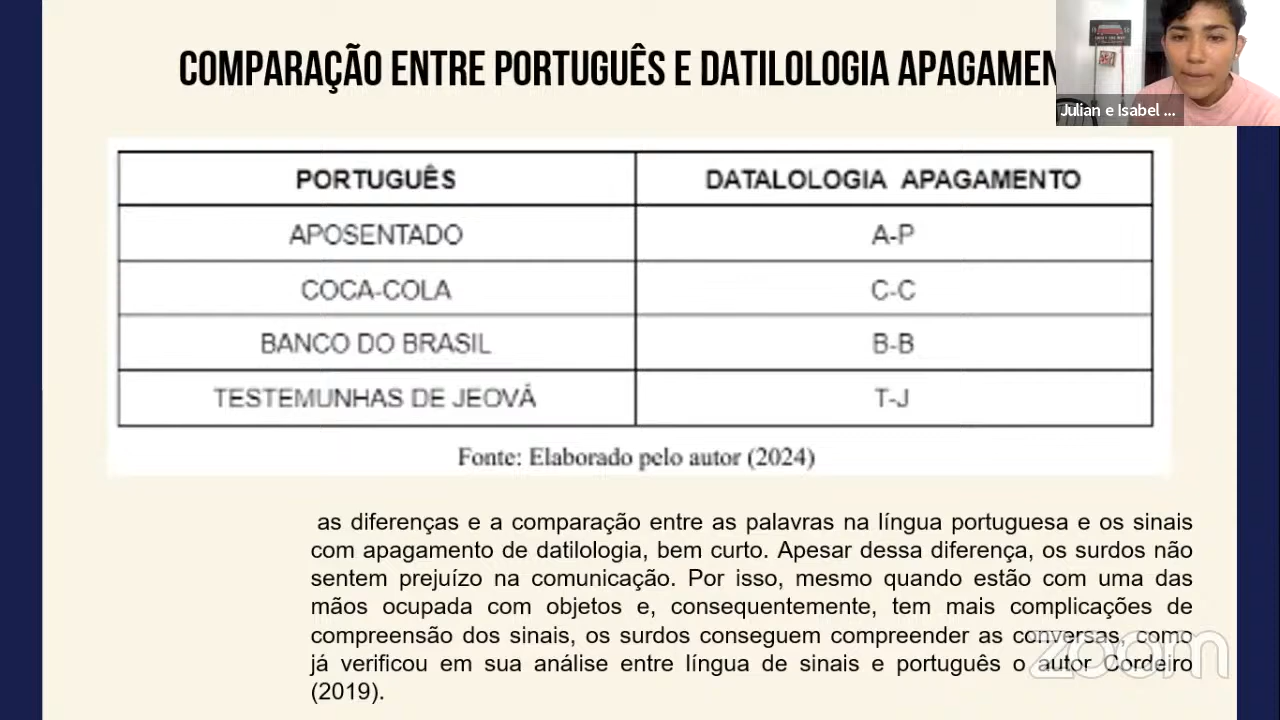 COMPARAÇÃO ENTRE PORTUGUÊS E DATILOLOGIA
Julian e Isabel ...
PORTUGUÊS DATALOLOGIA APAGAMENTO
APOSENTADO A-P
COCA-COLA C-C
BANCO DO BRASIL B-B
TESTEMUNHAS DE JEOVÁ T-J
Fonte: Elaborado pelo autor (2024)
as diferenças e a comparação entre as palavras na língua portuguesa e os sinais
com apagamento de datilologia, bem curto. Apesar dessa diferença, os surdos não
sentem prejuízo na comunicação. Por isso, mesmo quando estão com uma das
mãos ocupada com objetos e, consequentemente, tem mais complicações de
compreensão dos sinais, os surdos conseguem compreender as conversas, como
já verificou em sua análise entre língua de sinais e português o autor Cordeiro
(2019).
zoom